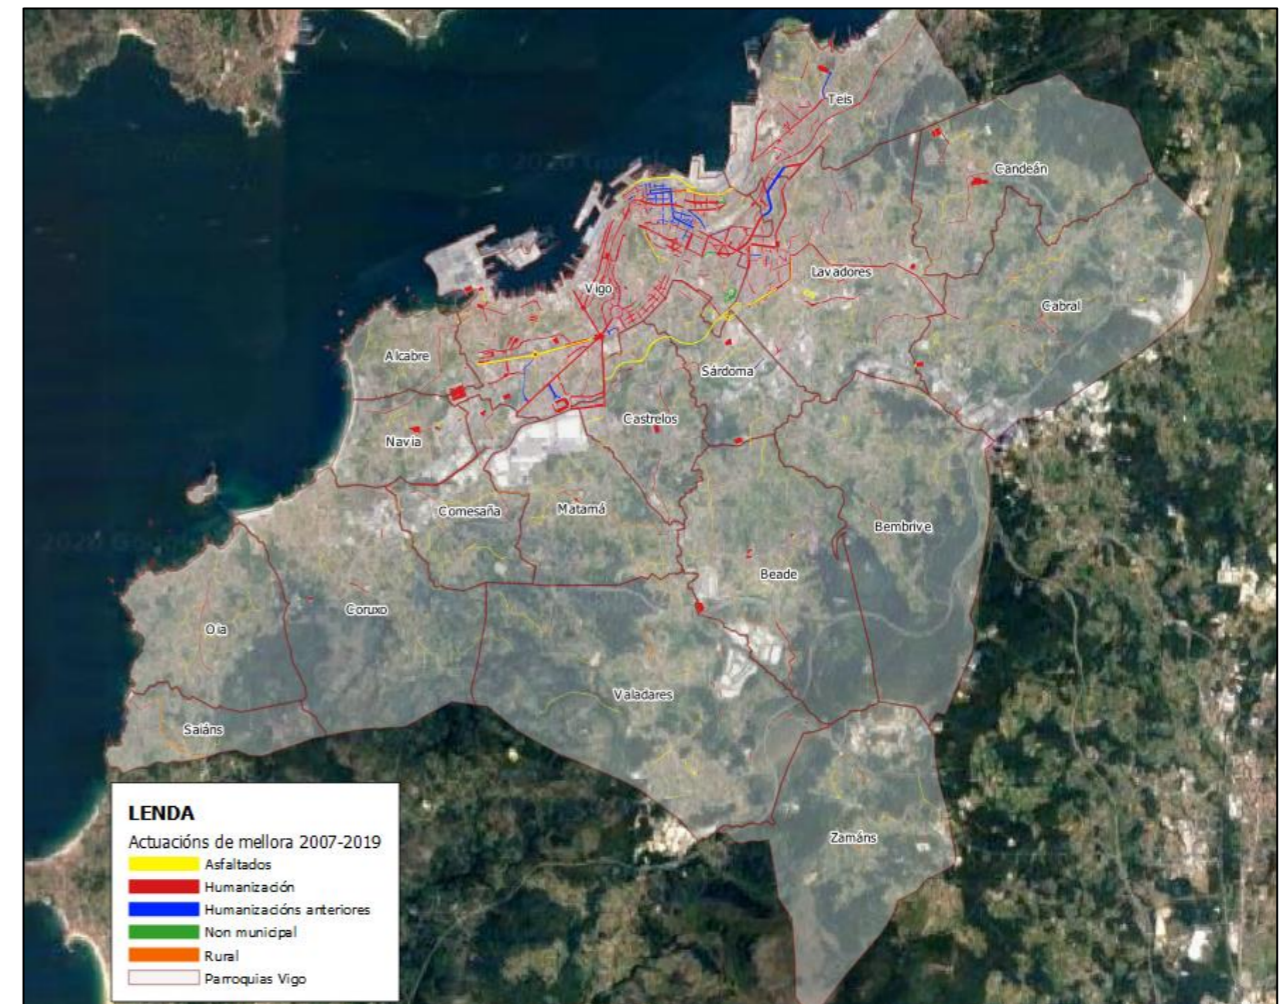 Teis
Candeán
Lavadores
Vigo
Cabral
Alcabre
Sárdoma
Castrelos
Navia
Comesaña
Matamá
Bembrive
Beade
Coruxo
Oia
Valadares
Saiáns
Zamáns
LENDA
Actuacións de mellora 2007-2019
Asfaltados
Humanización
Humanizacións anteriores
Non municipal
Rural
Parroquias Vigo